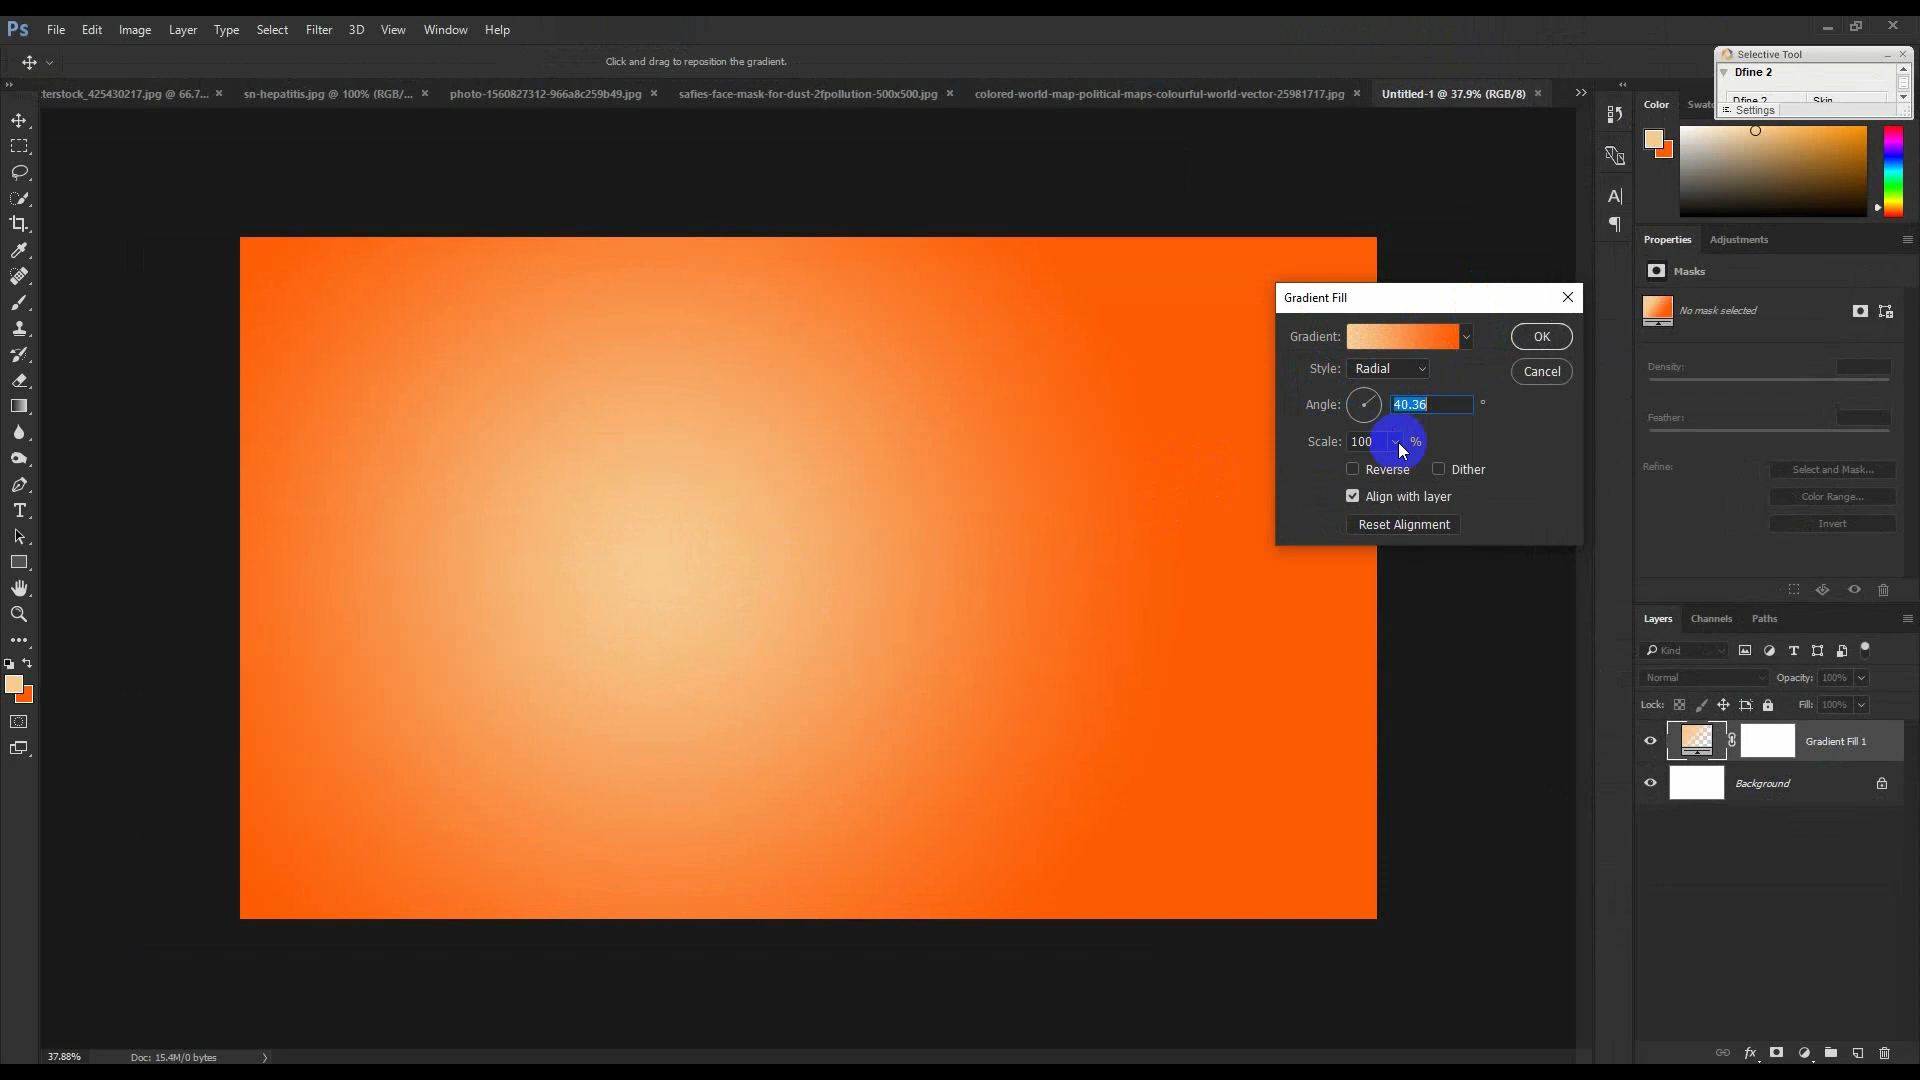 Ps File Edit Image Layer Type Select Filter 3D View Window Help
Click and drag to reposition the gradient.
Selective Tool
Dfine 2
Dfine 2 Skin
Settings
tterstock_425430217.jpg @ 66.7... × sn-hepatitis.jpg @ 100% (RGB/... × photo-1560827312-966a8c259b49.jpg × safies-face-mask-for-dust-2fpollution-500x500.jpg × colored-world-map-political-maps-colourful-world-vector-25981717.jpg × Untitled-1 @ 37.9% (RGB/8) ×
Color Swatc
Properties Adjustments
Masks
No mask selected
Density:
Feather:
Refine: Select and Mask...
Color Range...
Invert
Gradient Fill
Gradient: OK
Style: Radial Cancel
Angle: 40.36 °
Scale: 100 %
Reverse Dither
Align with layer
Reset Alignment
Layers Channels Paths
Kind
Normal Opacity: 100%
Lock: Fill: 100%
Gradient Fill 1
Background
fx
37.88% Doc: 15.4M/0 bytes